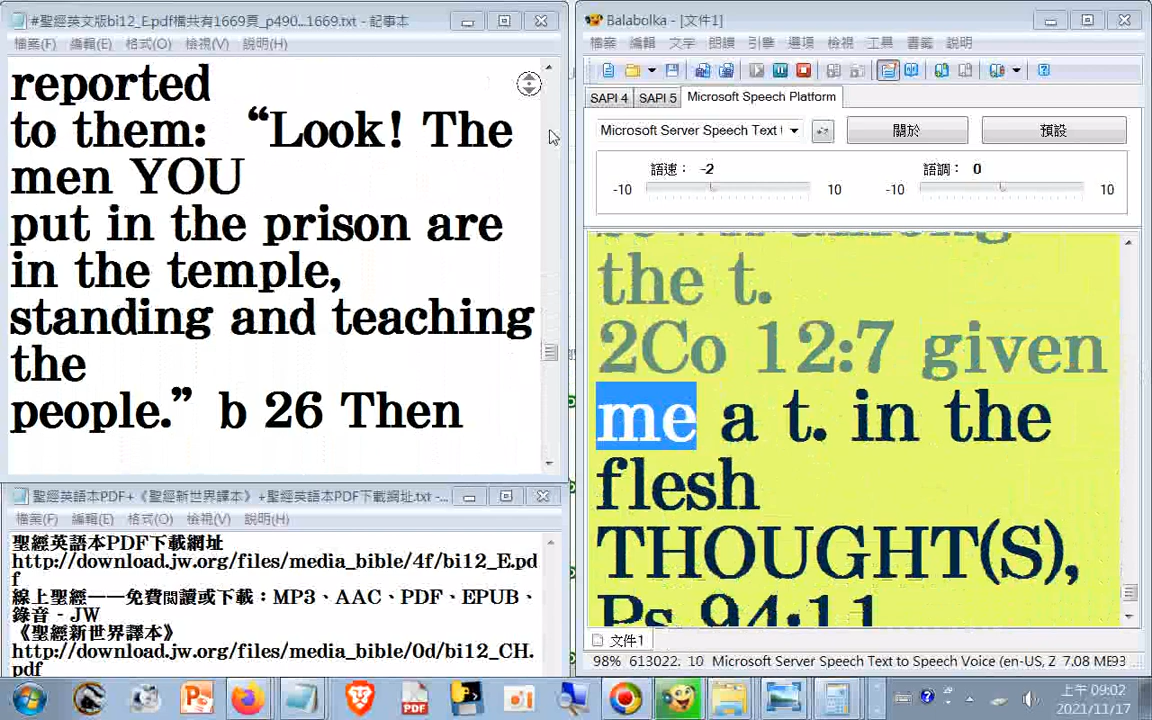 #聖經英文版bi12_E.pdf橫共有1669頁_p490...1669.txt - 記事本
檔案(F) 編輯(E) 格式(O) 檢視(V) 說明(H)
reported
to them: “Look! The
men YOU
put in the prison are
in the temple,
standing and teaching
the
people.” b 26 Then
聖經英語本PDF+《聖經新世界譯本》+聖經英語本PDF下載網址.txt -...
檔案(F) 編輯(E) 格式(O) 檢視(V) 說明(H)
聖經英語本PDF下載網址
http://download.jw.org/files/media_bible/4f/bi12_E.pd
f
線上聖經——免費閱讀或下載：MP3、AAC、PDF、EPUB、
錄音 - JW
《聖經新世界譯本》
http://download.jw.org/files/media_bible/0d/bi12_CH.
pdf
Balabolka - [文件1]
檔案 編輯 文字 朗讀 引擎 選項 檢視 工具 書籤 說明
SAPI 4 SAPI 5 Microsoft Speech Platform
Microsoft Server Speech Text 關於 預設
語速： -2 語調： 0
-10 10 -10 10
the t.
2Co 12:7 given
me a t. in the
flesh
THOUGHT(S),
Ps 94:11
文件1
98% 613022. 10 Microsoft Server Speech Text to Speech Voice (en-US, Z 7.08 ME93
上午 09:02
2021/11/17